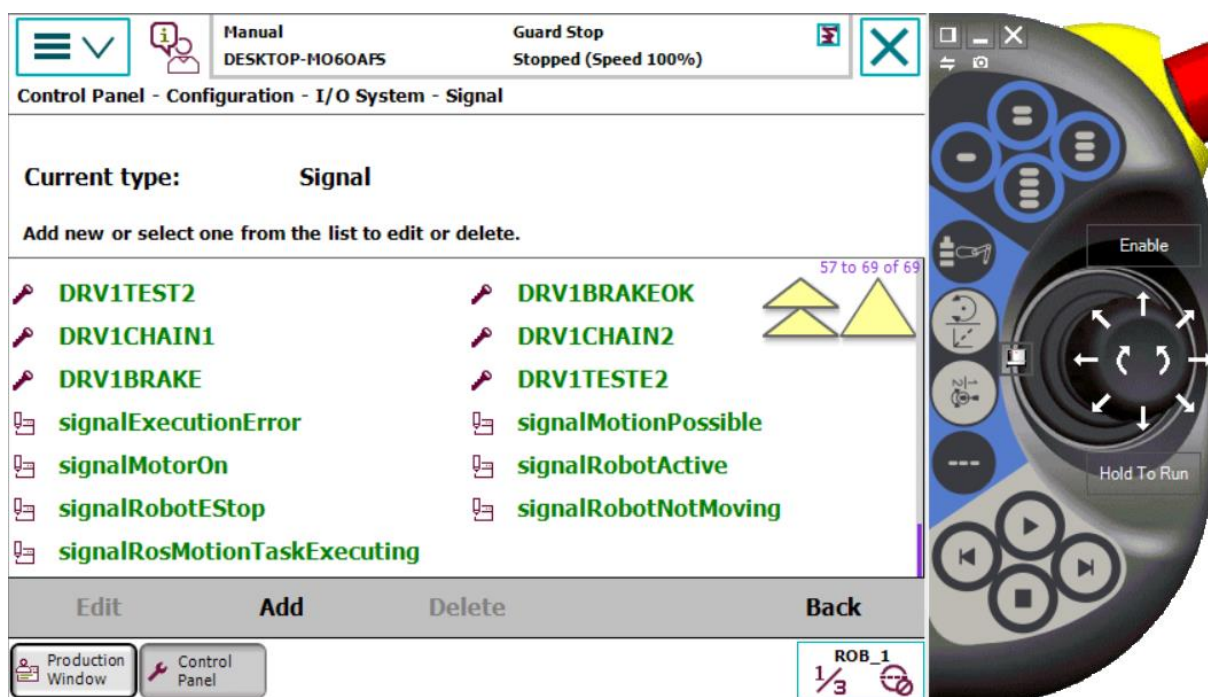 Manual
DESKTOP-MO6OAF5
Guard Stop
Stopped (Speed 100%)
Control Panel - Configuration - I/O System - Signal
Current type: Signal
Add new or select one from the list to edit or delete.
57 to 69 of 69
DRV1TEST2 DRV1BRAKEOK
DRV1CHAIN1 DRV1CHAIN2
DRV1BRAKE DRV1TESTE2
signalExecutionError signalMotionPossible
signalMotorOn signalRobotActive
signalRobotEStop signalRobotNotMoving
signalRosMotionTaskExecuting
Edit Add Delete Back
Production
Window
Control
Panel
ROB_1
1/3
Enable
Hold To Run